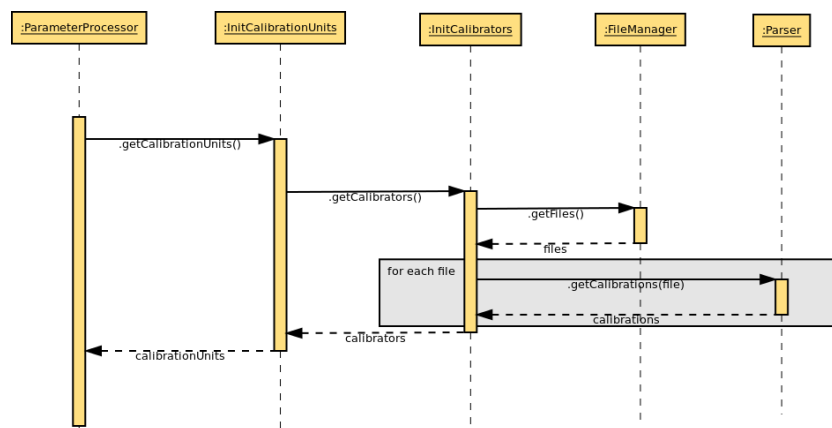 :ParameterProcessor
:InitCalibrationUnits
:InitCalibrators
:FileManager
:Parser
.getCalibrationUnits()
.getCalibrators()
.getFiles()
files
for each file
.getCalibrations(file)
calibrations
calibrators
calibrationUnits